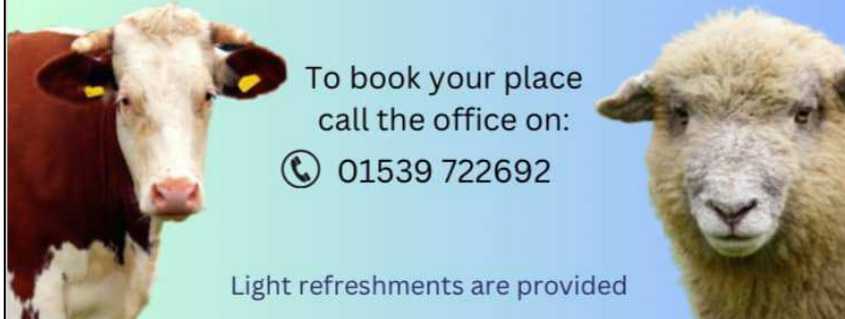 To book your place
call the office on:
01539 722692
Light refreshments are provided